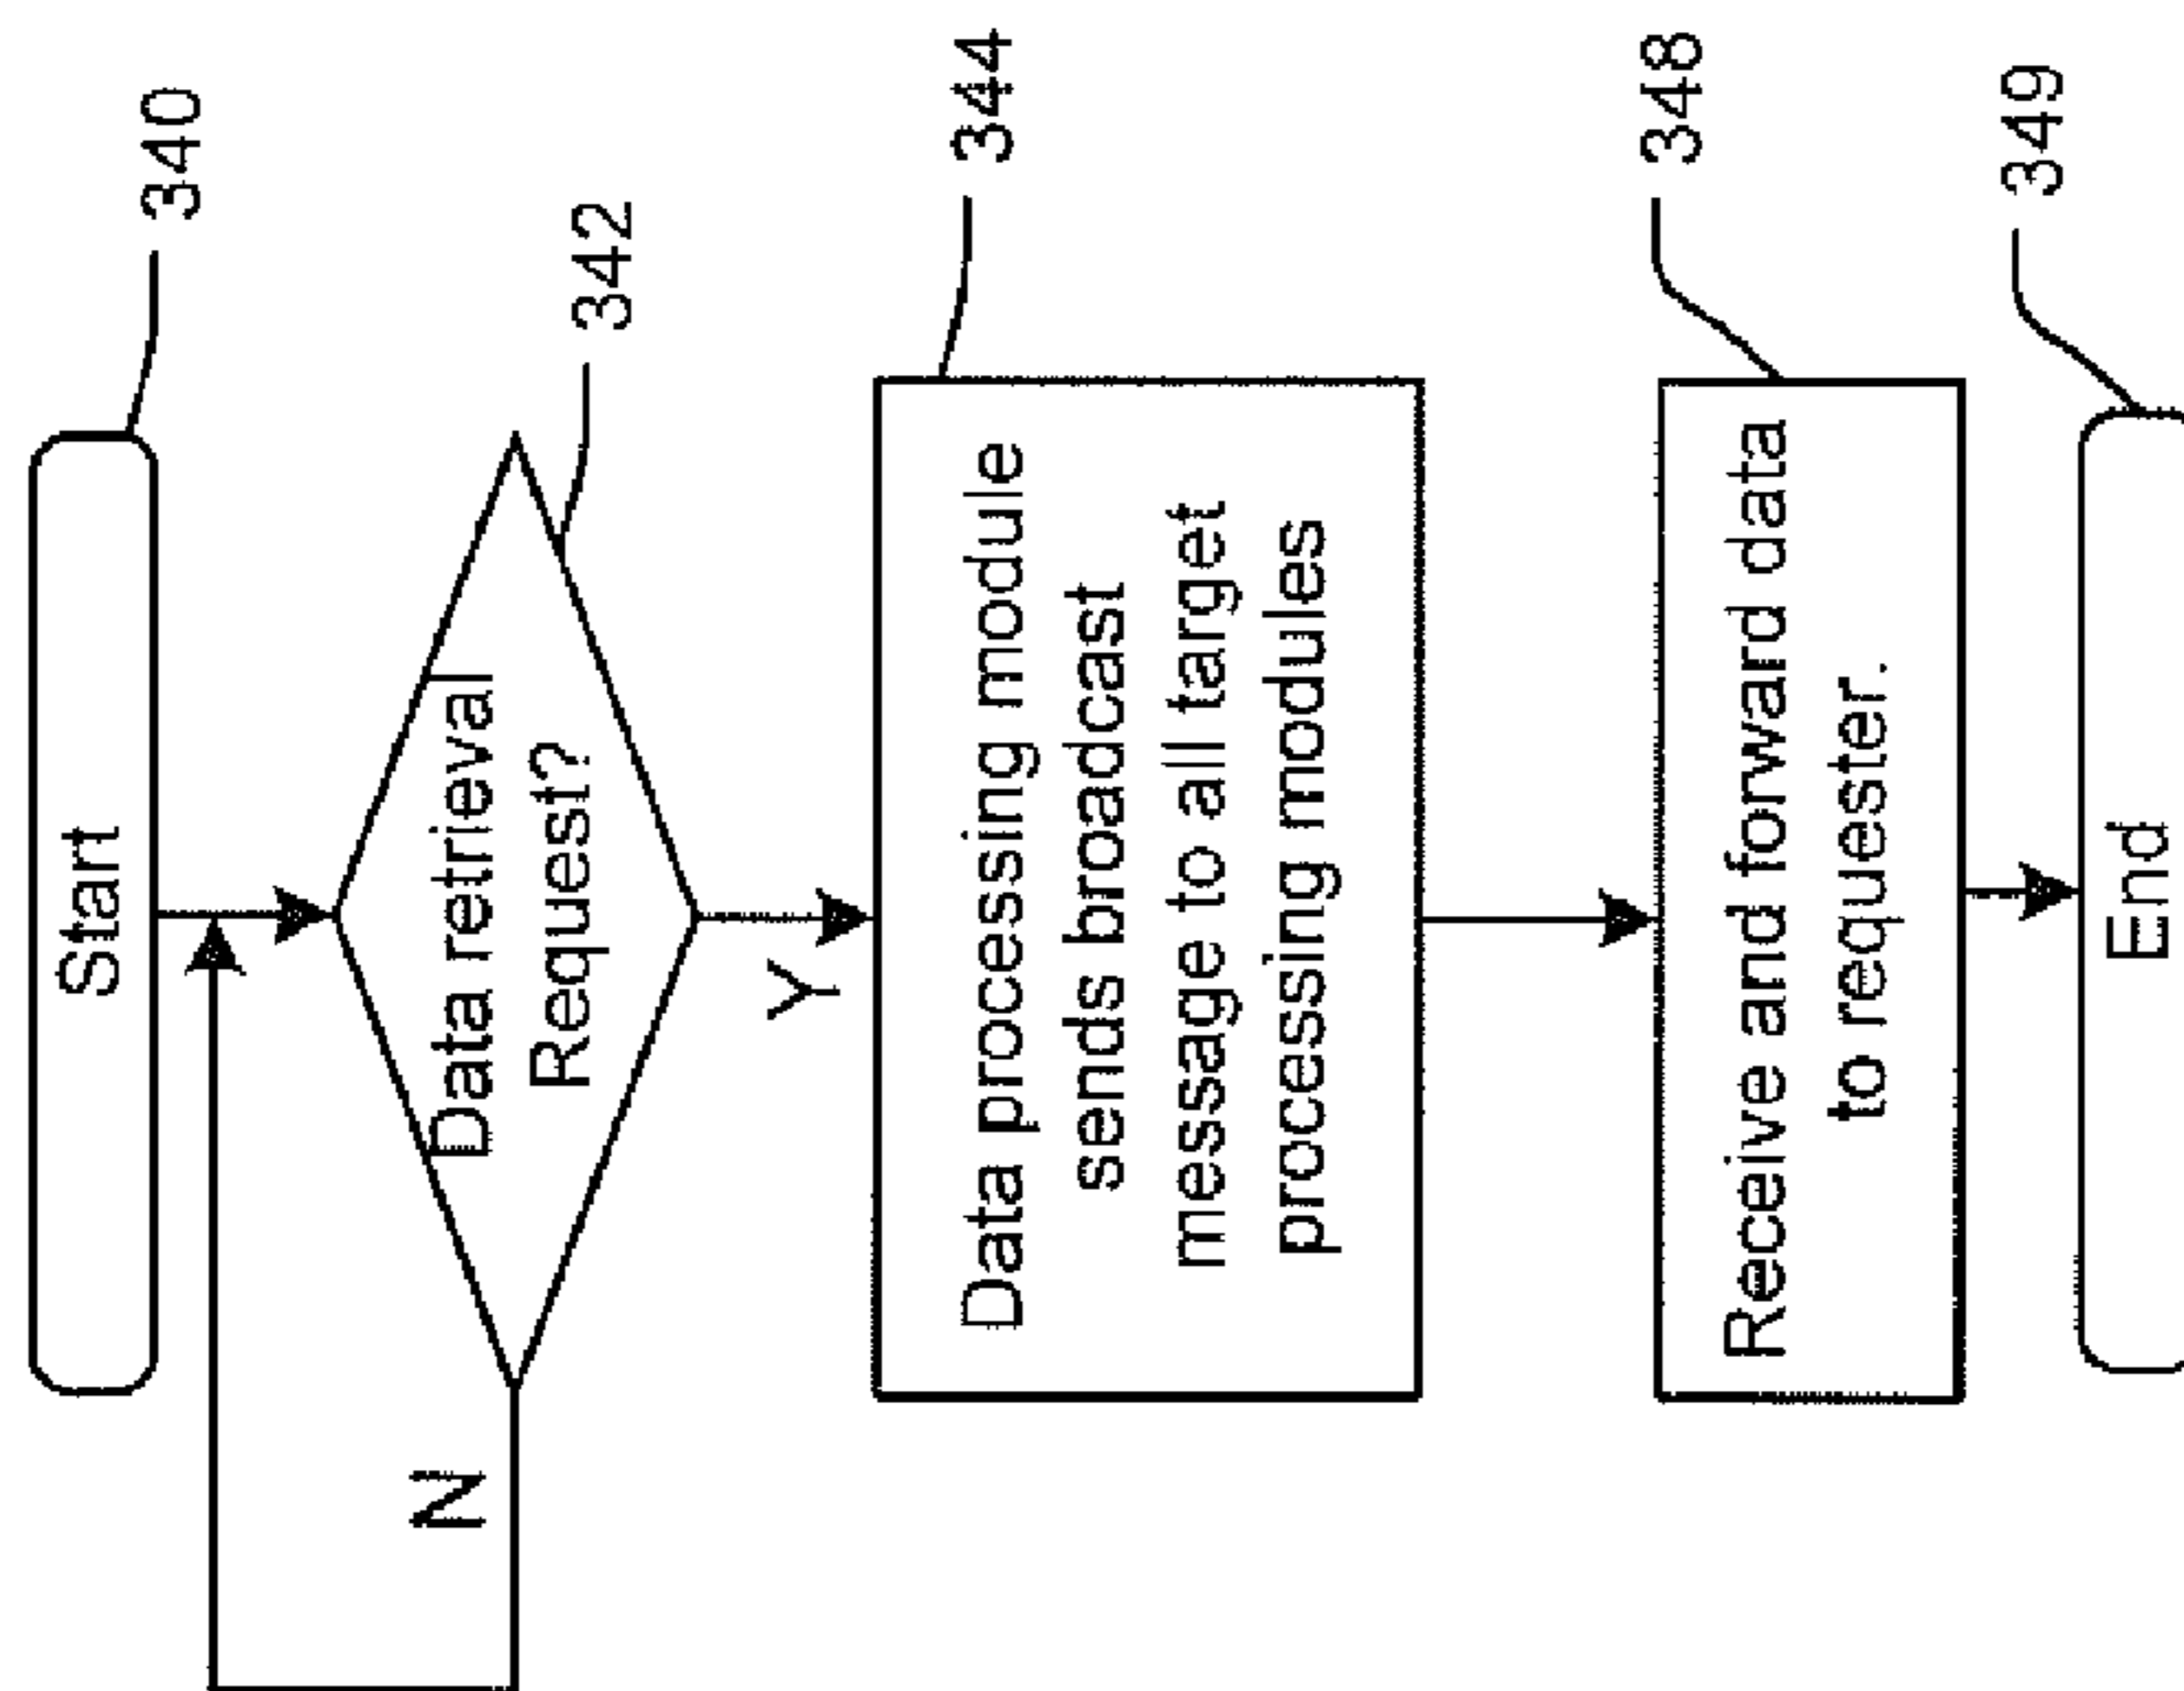 Start
340
Data retrieval
Request?
342
N
Y
Data processing module
sends broadcast
message to all target
processing modules
344
Receive and forward data
to requester.
348
End
349